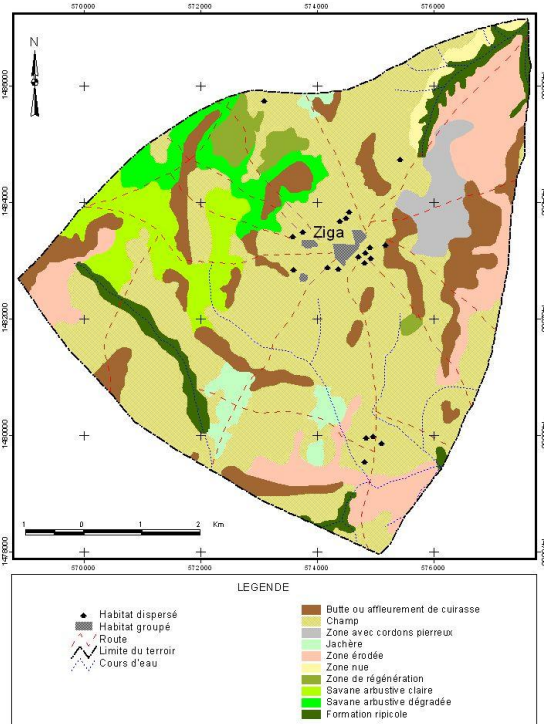 570000 572000 574000 576000
N
1486000
1484000
1482000
1480000
1478000
Ziga
1 0 1 2 Km
570000 572000 574000 576000
LEGENDE
Habitat dispersé
Habitat groupé
Route
Limite du terroir
Cours d'eau
Butte ou affleurement de cuirasse
Champ
Zone avec cordons pierreux
Jachère
Zone érodée
Zone nue
Zone de régénération
Savane arbustive claire
Savane arbustive dégradée
Formation ripicole